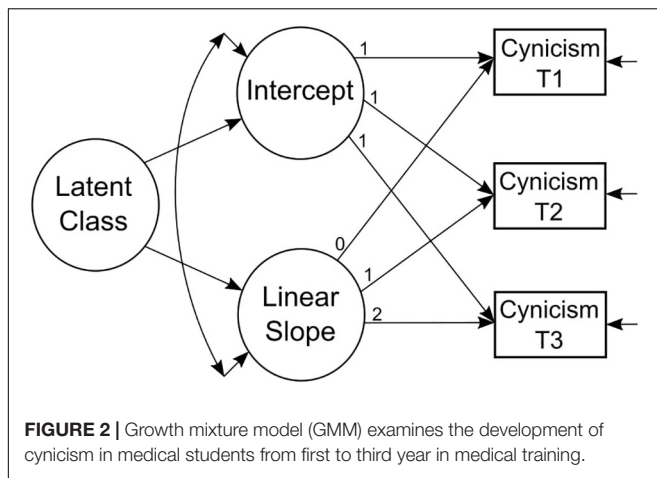 Latent
Class
Intercept
Linear
Slope
1
1
1
0
1
2
Cynicism
T1
Cynicism
T2
Cynicism
T3
FIGURE 2 | Growth mixture model (GMM) examines the development of
cynicism in medical students from first to third year in medical training.